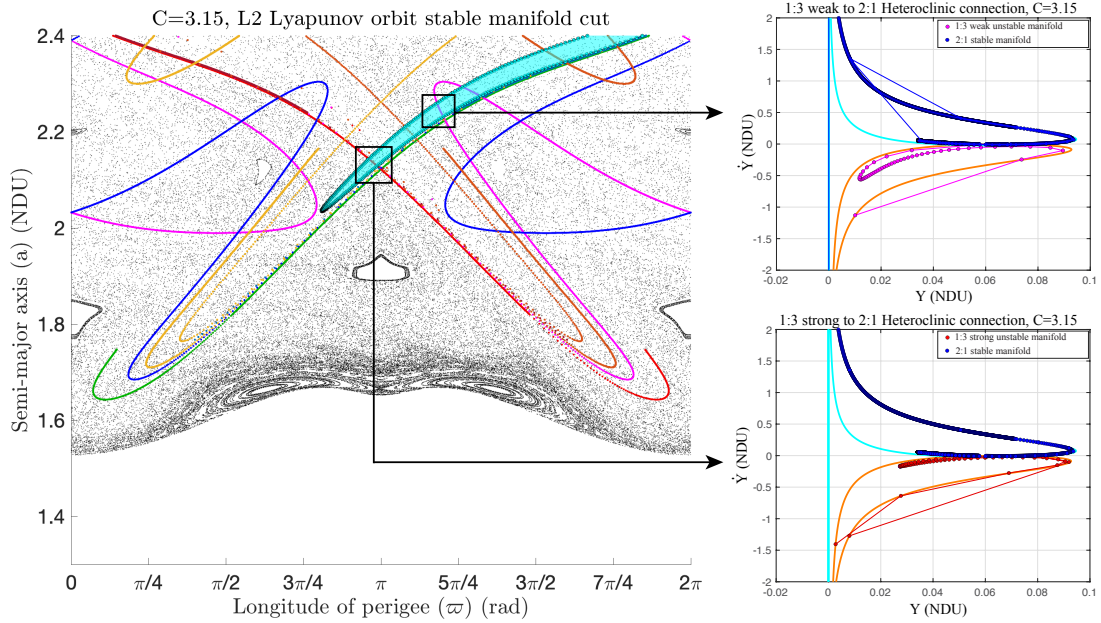 C=3.15, L2 Lyapunov orbit stable manifold cut
Semi-major axis (a) (NDU)
2.4
2.2
2
1.8
1.6
1.4
0 π/4 π/2 3π/4 π 5π/4 3π/2 7π/4 2π
Longitude of perigee (ϖ) (rad)
1:3 weak to 2:1 Heteroclinic connection, C=3.15
1:3 weak unstable manifold
2:1 stable manifold
Ẏ (NDU)
2
1.5
1
0.5
0
-0.5
-1
-1.5
-2
-0.02 0 0.02 0.04 0.06 0.08 0.1
Y (NDU)
1:3 strong to 2:1 Heteroclinic connection, C=3.15
1:3 strong unstable manifold
2:1 stable manifold
Ẏ (NDU)
2
1.5
1
0.5
0
-0.5
-1
-1.5
-2
-0.02 0 0.02 0.04 0.06 0.08 0.1
Y (NDU)